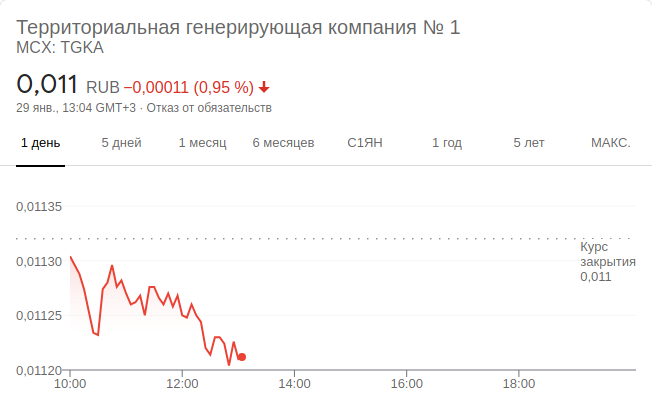 Территориальная генерирующая компания № 1
MCX: TGKA
0,011 RUB −0,00011 (0,95 %)
29 янв., 13:04 GMT+3 · Отказ от обязательств
1 день 5 дней 1 месяц 6 месяцев С1ЯН 1 год 5 лет МАКС.
0,01135
Курс
закрытия
0,011
0,01130
0,01125
0,01120
10:00 12:00 14:00 16:00 18:00